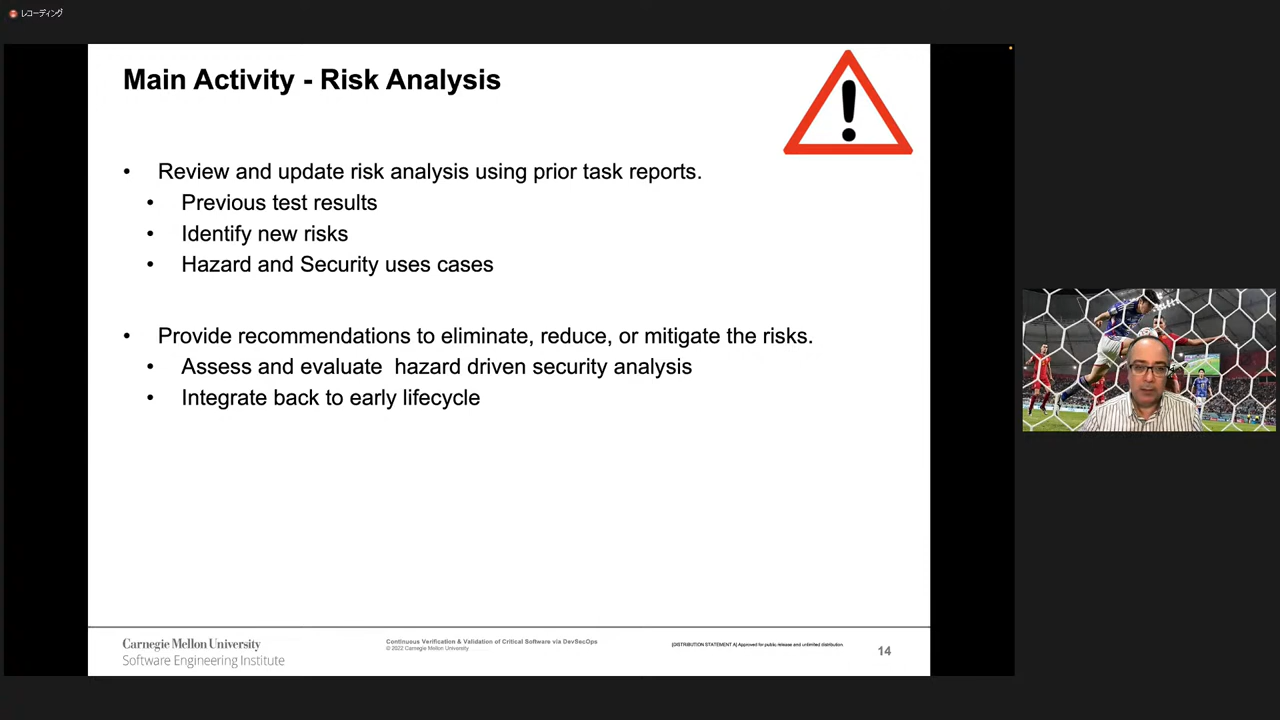 レコーディング
Main Activity - Risk Analysis
• Review and update risk analysis using prior task reports.
• Previous test results
• Identify new risks
• Hazard and Security uses cases
• Provide recommendations to eliminate, reduce, or mitigate the risks.
• Assess and evaluate  hazard driven security analysis
• Integrate back to early lifecycle
Carnegie Mellon University
Software Engineering Institute
Continuous Verification & Validation of Critical Software via DevSecOps
© 2022 Carnegie Mellon University
[DISTRIBUTION STATEMENT A] Approved for public release and unlimited distribution
14